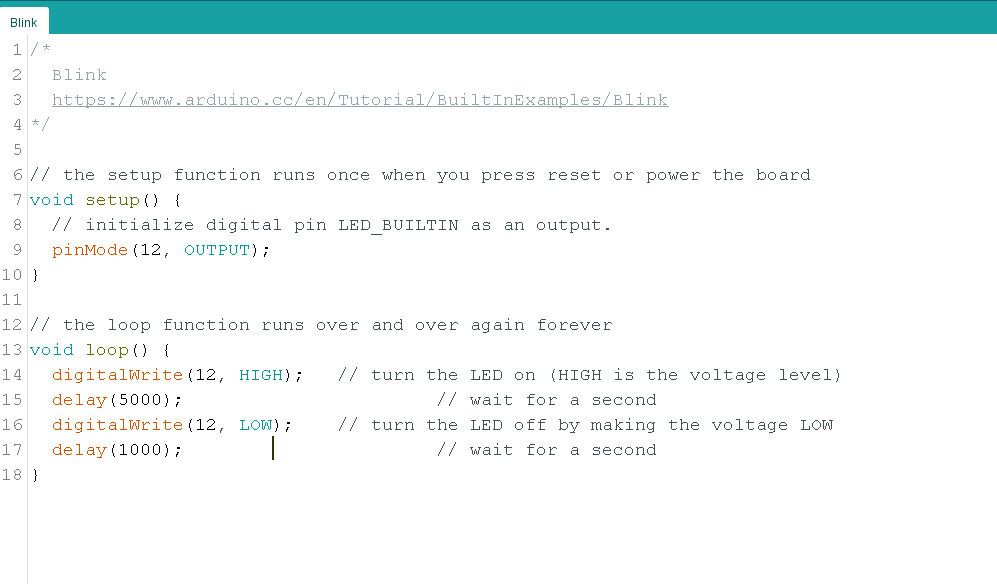 Blink
1 /*
2   Blink
3   https://www.arduino.cc/en/Tutorial/BuiltInExamples/Blink
4 */
5
6 // the setup function runs once when you press reset or power the board
7 void setup() {
8   // initialize digital pin LED_BUILTIN as an output.
9   pinMode(12, OUTPUT);
10 }
11
12 // the loop function runs over and over again forever
13 void loop() {
14   digitalWrite(12, HIGH);   // turn the LED on (HIGH is the voltage level)
15   delay(5000);                       // wait for a second
16   digitalWrite(12, LOW);    // turn the LED off by making the voltage LOW
17   delay(1000);                       // wait for a second
18 }